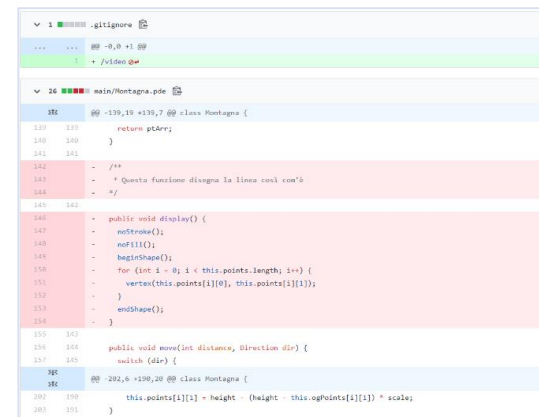 1 .gitignore
... ... @@ -0,0 +1 @@
1 + /video
26 main/Montagna.pde
@@ -139,19 +139,7 @@ class Montagna {
139 139 return ptArr;
140 140 }
141 141
142 - /**
143 - * Questa funzione disegna la linea così com'è
144 - */
145 142
146 - public void display() {
147 - noStroke();
148 - noFill();
149 - beginShape();
150 - for (int i = 0; i < this.points.length; i++) {
151 - vertex(this.points[i][0], this.points[i][1]);
152 - }
153 - endShape();
154 - }
155 143
156 144 public void move(int distance, Direction dir) {
157 145 switch (dir) {
@@ -202,6 +190,20 @@ class Montagna {
202 190 this.points[i][1] = height - (height - this.ogPoints[i][1]) * scale;
203 191 }